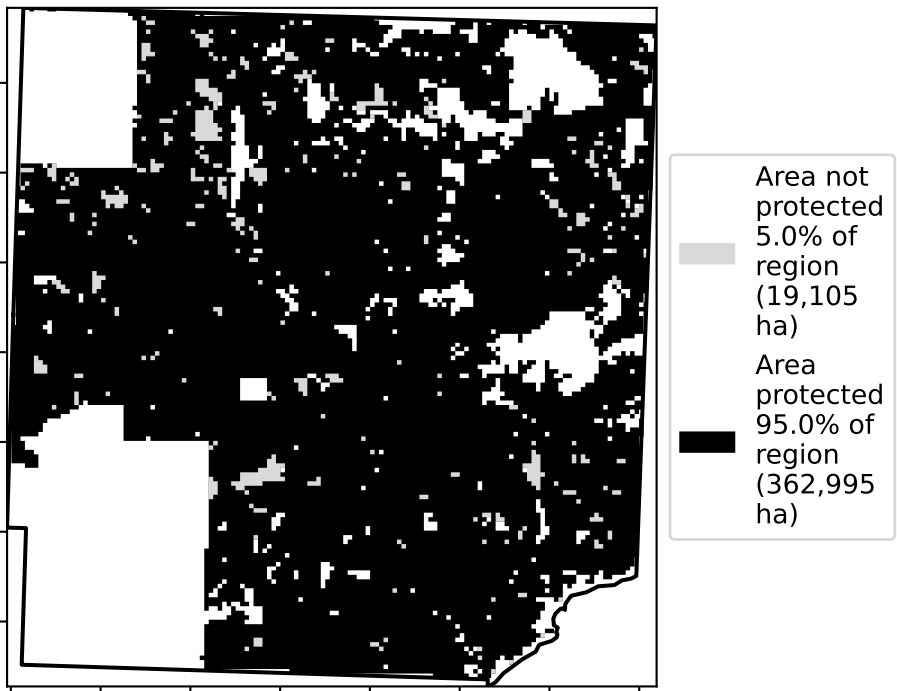 Area not
protected
5.0% of
region
(19,105
ha)
Area
protected
95.0% of
region
(362,995
ha)